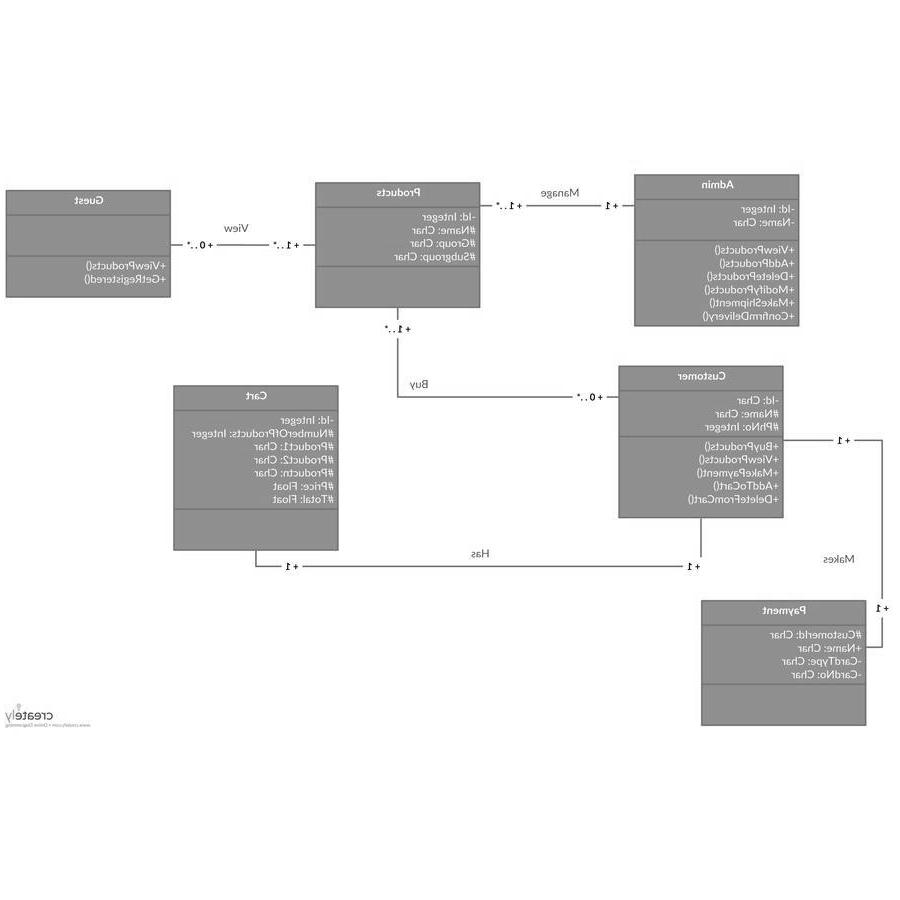 Admin
-Id: Integer
-Name: Char
+ViewProducts()
+AddProducts()
+DeleteProducts()
+ModifyProducts()
+MakeShipment()
+ConfirmDelivery()
+ 1
Manage
+ 1..*
Products
-Id: Integer
#Name: Char
#Group: Char
#Subgroup: Char
+ 1..*
View
+ 0..*
Guest
+ViewProducts()
+GetRegistered()
+ 1..*
Buy
+ 0..*
Customer
-Id: Char
#Name: Char
#PhNo: Integer
+BuyProducts()
+ViewProducts()
+MakePayment()
+AddToCart()
+DeleteFromCart()
+ 1
Makes
+ 1
Cart
-Id: Integer
#NumberOfProducts: Integer
#Product1: Char
#Product2: Char
#Productn: Char
#Price: Float
#Total: Float
+ 1
Has
+ 1
Payment
#CustomerId: Char
+Name: Char
-CardType: Char
-CardNo: Char
creately
www.creately.com • Online Diagramming